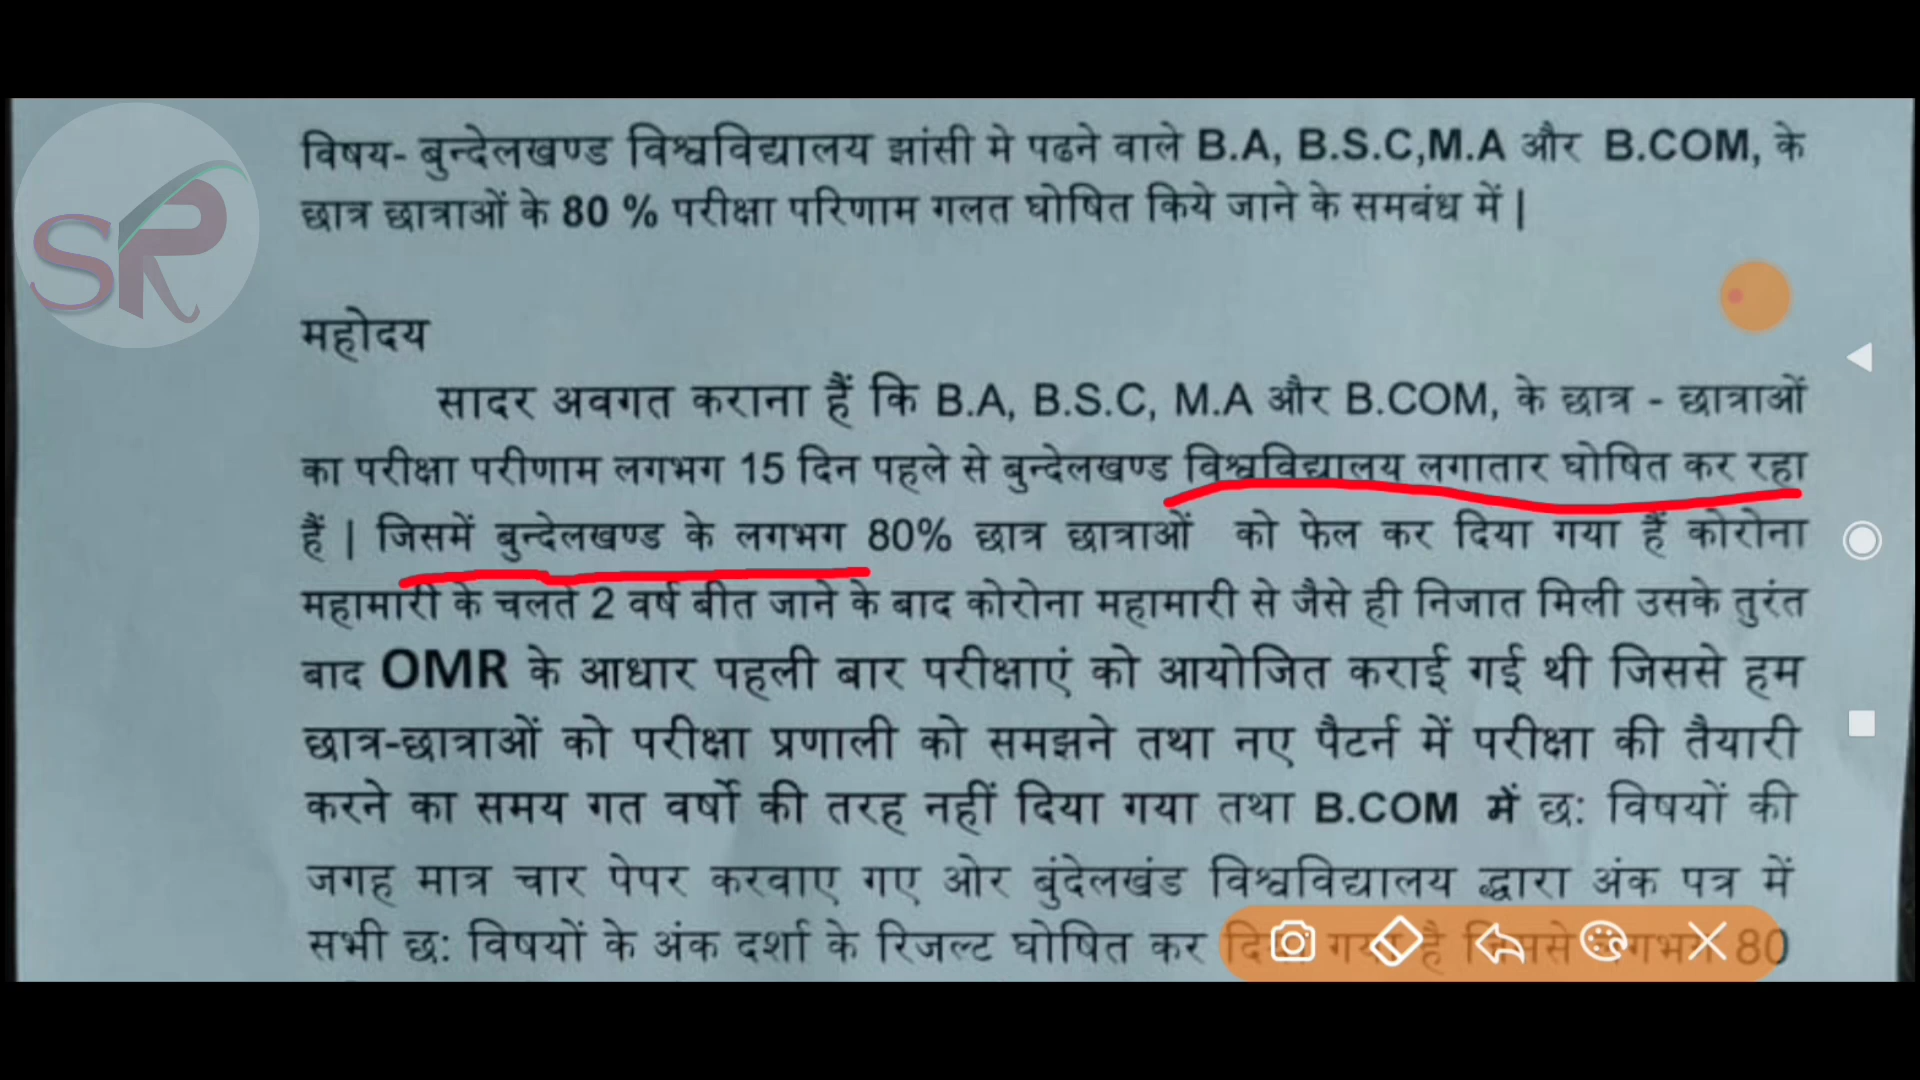 SR
विषय- बुन्देलखण्ड विश्वविद्यालय झांसी मे पढने वाले B.A, B.S.C,M.A और B.COM, के
छात्र छात्राओं के 80 % परीक्षा परिणाम गलत घोषित किये जाने के समबंध में |
महोदय
सादर अवगत कराना हैं कि B.A, B.S.C, M.A और B.COM, के छात्र - छात्राओं
का परीक्षा परीणाम लगभग 15 दिन पहले से बुन्देलखण्ड विश्वविद्यालय लगातार घोषित कर रहा
हैं | जिसमें बुन्देलखण्ड के लगभग 80% छात्र छात्राओं को फेल कर दिया गया हैं कोरोना
महामारी के चलते 2 वर्ष बीत जाने के बाद कोरोना महामारी से जैसे ही निजात मिली उसके तुरंत
बाद OMR के आधार पहली बार परीक्षाएं को आयोजित कराई गई थी जिससे हम
छात्र-छात्राओं को परीक्षा प्रणाली को समझने तथा नए पैटर्न में परीक्षा की तैयारी
करने का समय गत वर्षो की तरह नहीं दिया गया तथा B.COM में छ: विषयों की
जगह मात्र चार पेपर करवाए गए ओर बुंदेलखंड विश्वविद्यालय द्धारा अंक पत्र में
सभी छ: विषयों के अंक दर्शा के रिजल्ट घोषित कर दिया गया है जिससे लगभग 80